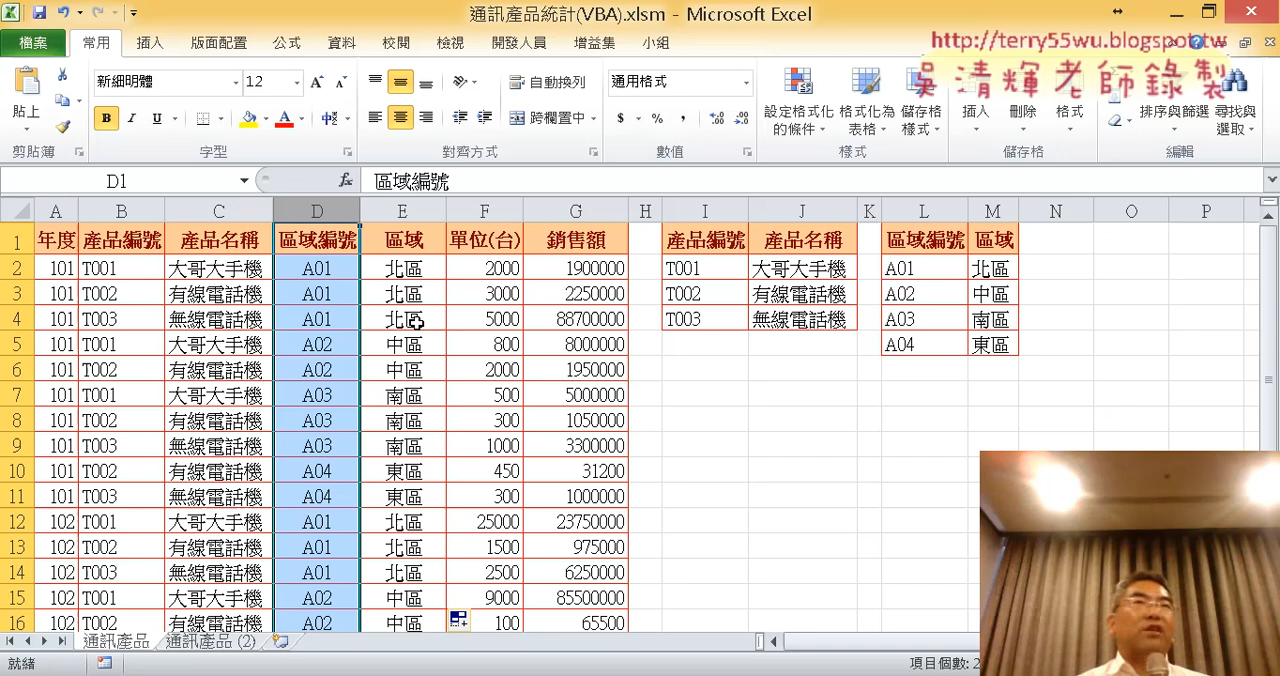 通訊產品統計(VBA).xlsm - Microsoft Excel
http://terry55wu.blogspot.tw
吳清輝老師錄製
檔案 常用 插入 版面配置 公式 資料 校閱 檢視 開發人員 增益集 小組
新細明體 12 自動換列 通用格式
貼上 B I U 跨欄置中 $ % , 設定格式化的條件 格式化為表格 儲存格樣式 插入 刪除 格式 排序與篩選 尋找與選取
剪貼簿 字型 對齊方式 數值 樣式 儲存格 編輯
D1 fx 區域編號
A B C D E F G H I J K L M N O P
1 年度 產品編號 產品名稱 區域編號 區域 單位(台) 銷售額 產品編號 產品名稱 區域編號 區域
2 101 T001 大哥大手機 A01 北區 2000 1900000 T001 大哥大手機 A01 北區
3 101 T002 有線電話機 A01 北區 3000 2250000 T002 有線電話機 A02 中區
4 101 T003 無線電話機 A01 北區 5000 88700000 T003 無線電話機 A03 南區
5 101 T001 大哥大手機 A02 中區 800 8000000 A04 東區
6 101 T002 有線電話機 A02 中區 2000 1950000
7 101 T001 大哥大手機 A03 南區 500 5000000
8 101 T002 有線電話機 A03 南區 300 1050000
9 101 T003 無線電話機 A03 南區 1000 3300000
10 101 T002 有線電話機 A04 東區 450 31200
11 101 T003 無線電話機 A04 東區 300 1000000
12 102 T001 大哥大手機 A01 北區 25000 23750000
13 102 T002 有線電話機 A01 北區 1500 975000
14 102 T003 無線電話機 A01 北區 2500 6250000
15 102 T001 大哥大手機 A02 中區 9000 85500000
16 102 T002 有線電話機 A02 中區 100 65500
通訊產品 通訊產品 (2)
就緒 項目個數: 2